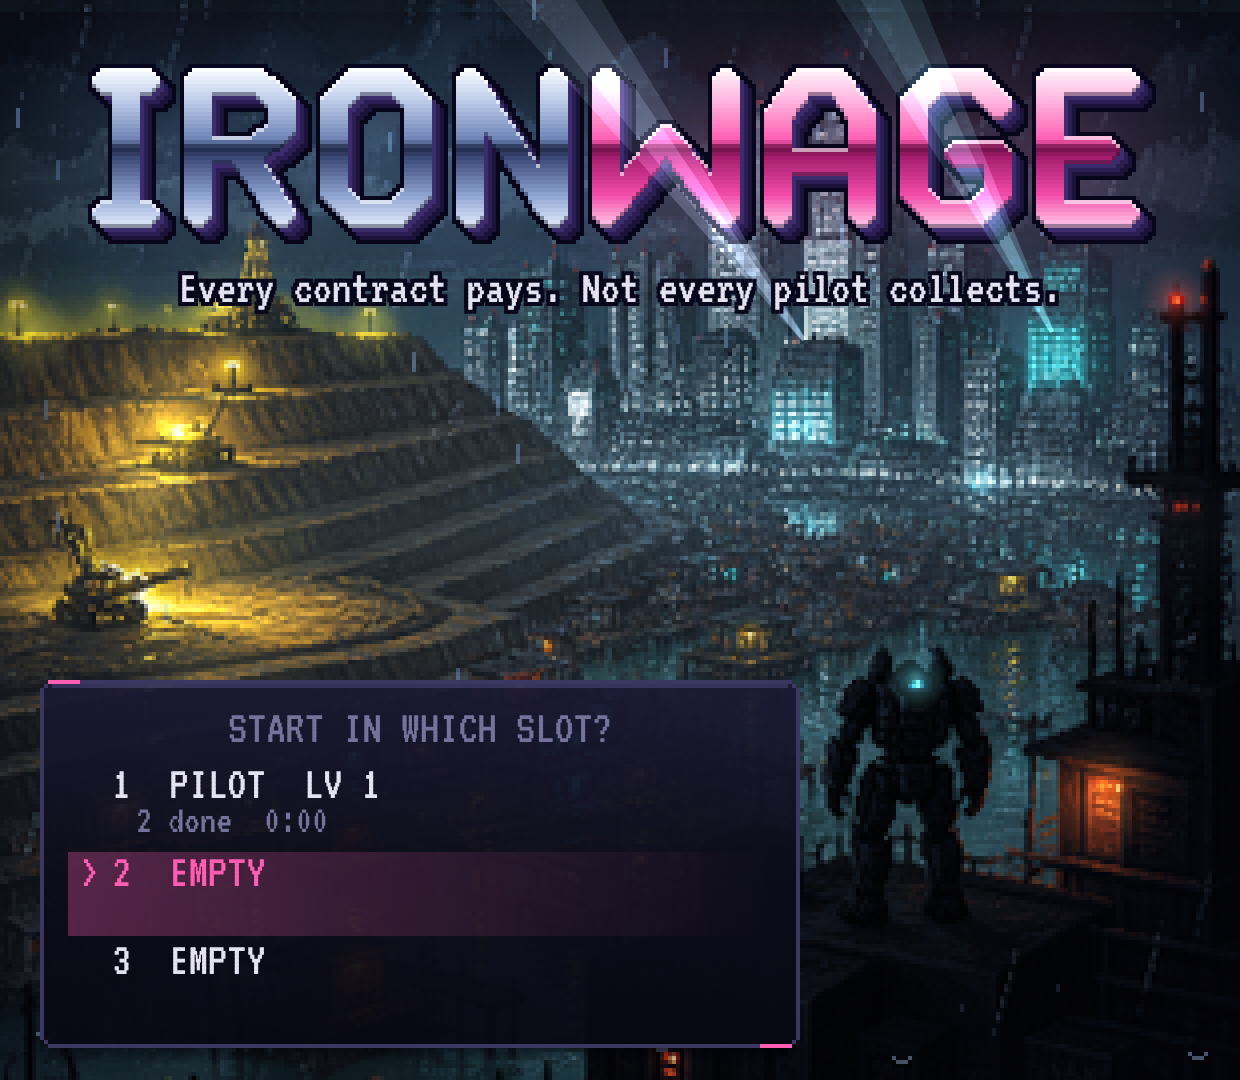 IRONWAGE
Every contract pays. Not every pilot collects.
START IN WHICH SLOT?
1 PILOT LV 1
2 done 0:00
> 2 EMPTY
3 EMPTY